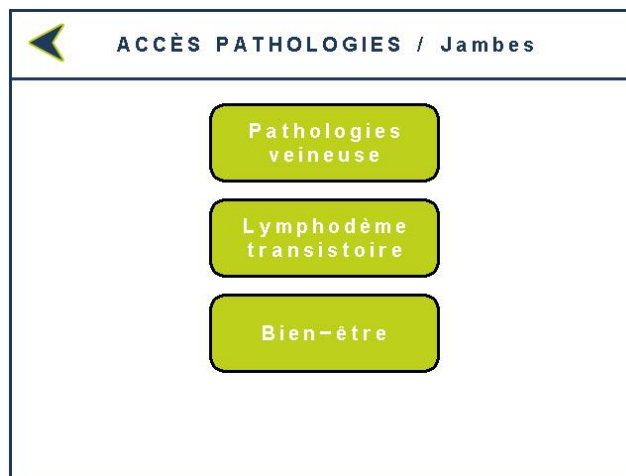 ACCÈS PATHOLOGIES / Jambes
Pathologies
veineuse
Lymphodème
transistoire
Bien-être